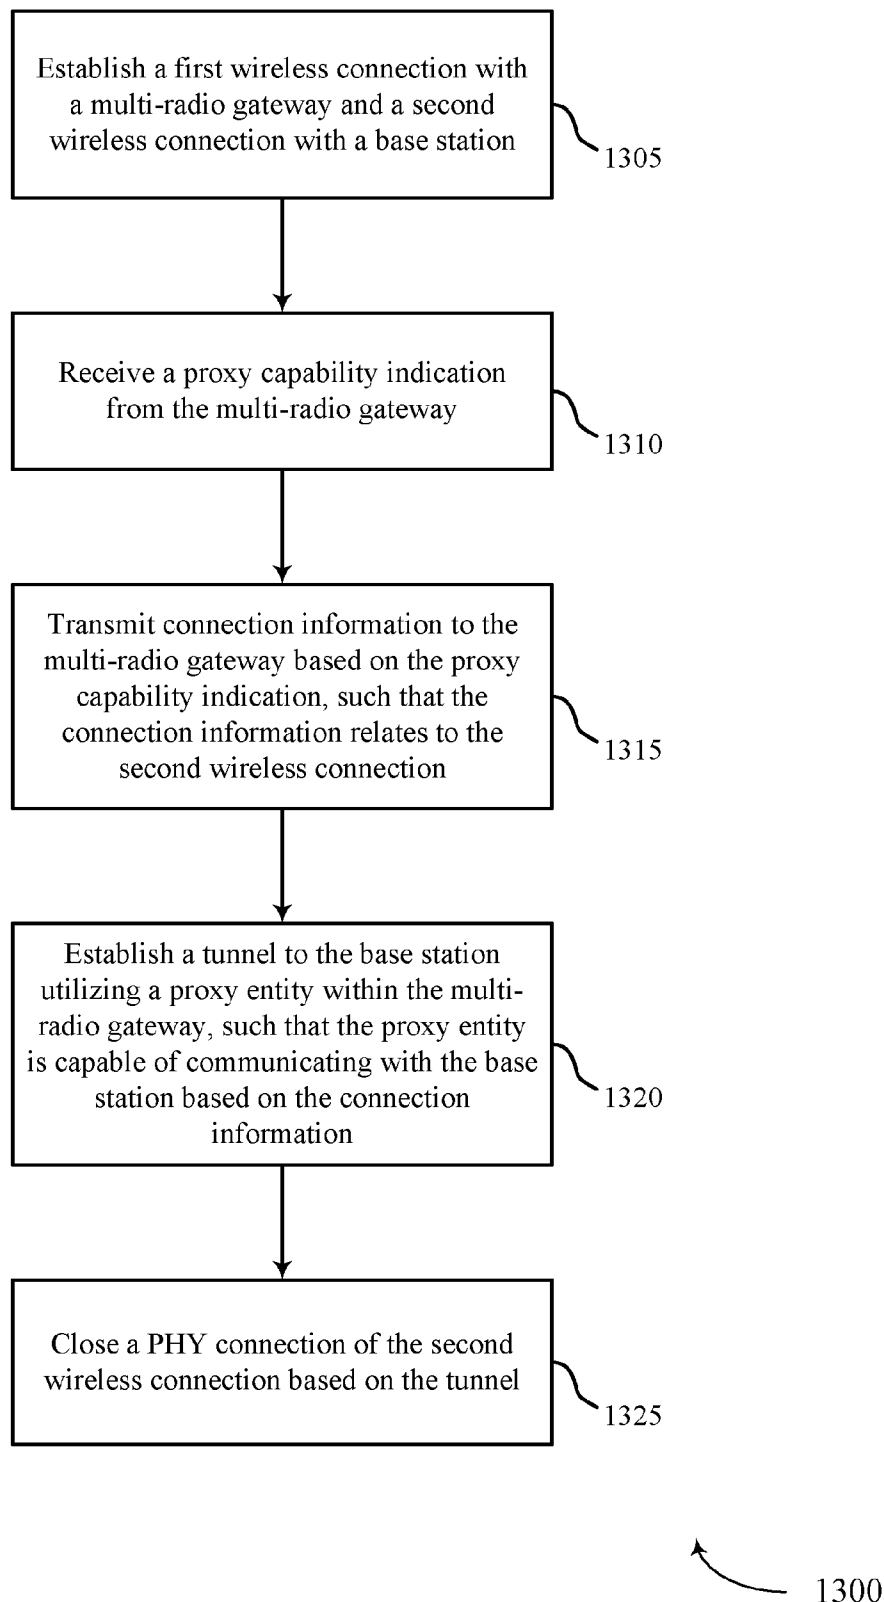 Establish a first wireless connection with
a multi-radio gateway and a second
wireless connection with a base station
1305
Receive a proxy capability indication
from the multi-radio gateway
1310
Transmit connection information to the
multi-radio gateway based on the proxy
capability indication, such that the
connection information relates to the
second wireless connection
1315
Establish a tunnel to the base station
utilizing a proxy entity within the multi-
radio gateway, such that the proxy entity
is capable of communicating with the base
station based on the connection
information
1320
Close a PHY connection of the second
wireless connection based on the tunnel
1325
1300